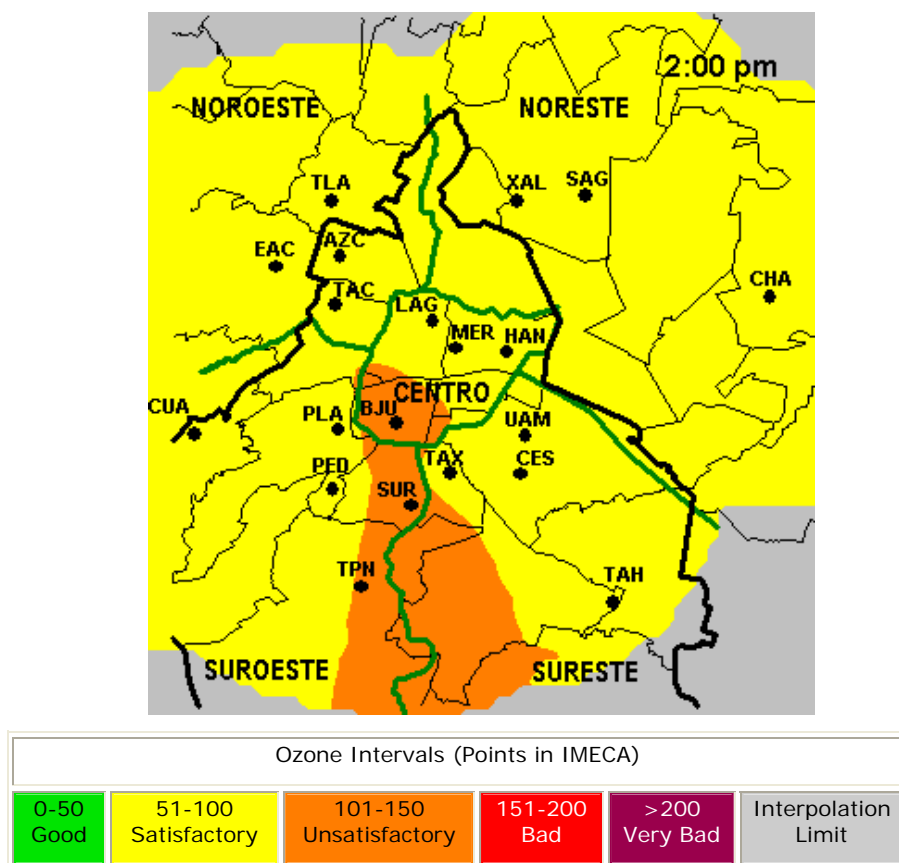 2:00 pm
NOROESTE NORESTE
TLA XAL SAG
EAC AZC
TAC CHA
LAG
MER HAN
CENTRO
CUA PLA BJU UAM
PED TAX CES
SUR
TPN TAH
SUROESTE SURESTE
Ozone Intervals (Points in IMECA)
0-50 51-100 101-150 151-200 >200 Interpolation
Good Satisfactory Unsatisfactory Bad Very Bad Limit